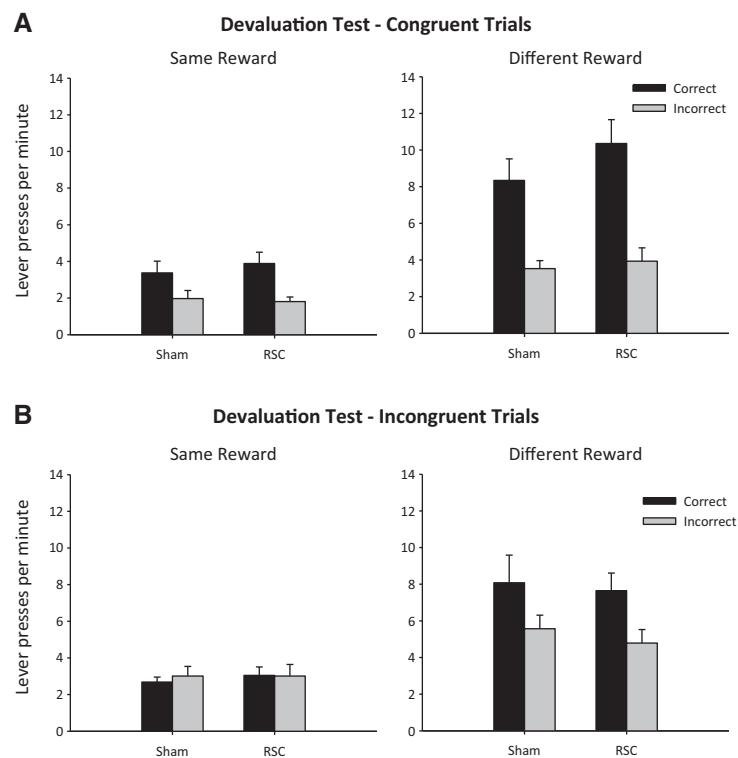 A
Devaluation Test - Congruent Trials
Same Reward
Different Reward
Lever presses per minute
14
12
10
8
6
4
2
0
Sham
RSC
14
12
10
8
6
4
2
0
Correct
Incorrect
Sham
RSC
B
Devaluation Test - Incongruent Trials
Same Reward
Different Reward
Lever presses per minute
14
12
10
8
6
4
2
0
Sham
RSC
14
12
10
8
6
4
2
0
Correct
Incorrect
Sham
RSC